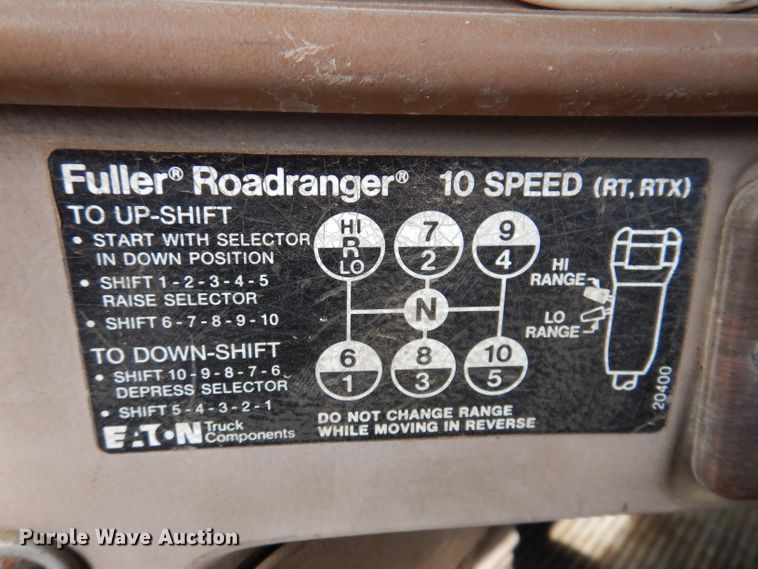 Fuller® Roadranger® 10 SPEED (RT, RTX)
TO UP-SHIFT
• START WITH SELECTOR
IN DOWN POSITION
• SHIFT 1-2-3-4-5
RAISE SELECTOR
• SHIFT 6-7-8-9-10
TO DOWN-SHIFT
• SHIFT 10-9-8-7-6
DEPRESS SELECTOR
• SHIFT 5-4-3-2-1
EATON Truck
Components
HI
R
LO
7
2
9
4
N
6
1
8
3
10
5
DO NOT CHANGE RANGE
WHILE MOVING IN REVERSE
HI
RANGE
LO
RANGE
20400
Purple Wave Auction